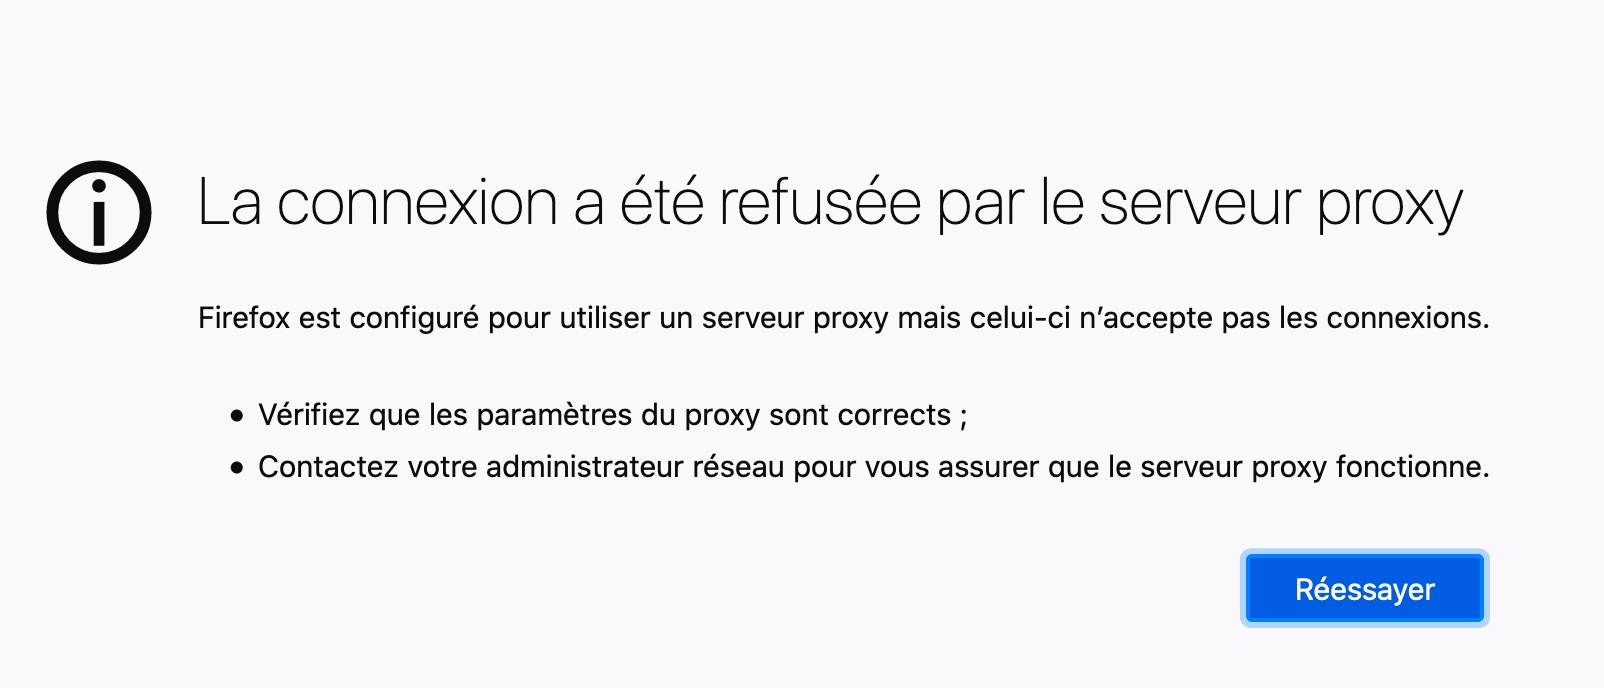 La connexion a été refusée par le serveur proxy
Firefox est configuré pour utiliser un serveur proxy mais celui-ci n’accepte pas les connexions.
• Vérifiez que les paramètres du proxy sont corrects ;
• Contactez votre administrateur réseau pour vous assurer que le serveur proxy fonctionne.
Réessayer